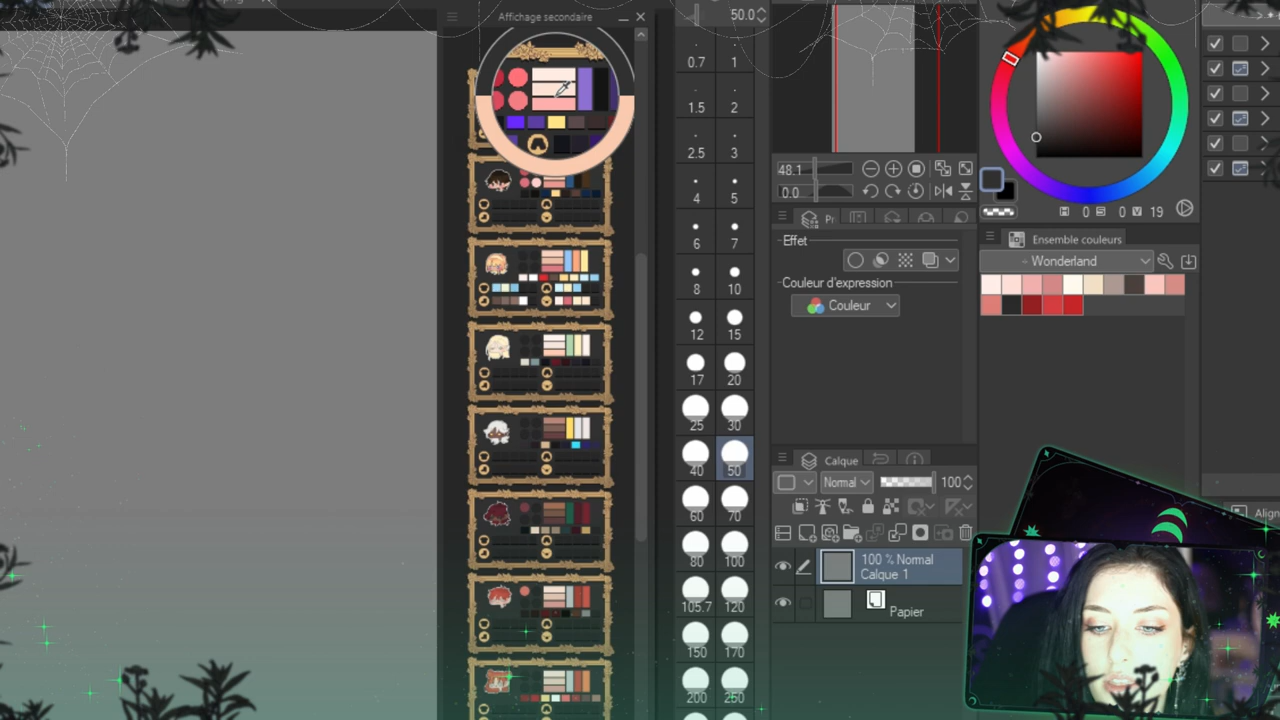 Affichage secondaire
50.0
0.7 1
1.5 2
2.5 3
4 5
6 7
8 10
12 15
17 20
25 30
40 50
60 70
80 100
105.7 120
150 170
200 250
48.1
0.0
Pr
Effet
Couleur d'expression
Couleur
Calque
Normal 100
100 % Normal
Calque 1
Papier
H 0 S 0 V 19
Ensemble couleurs
Wonderland
Align